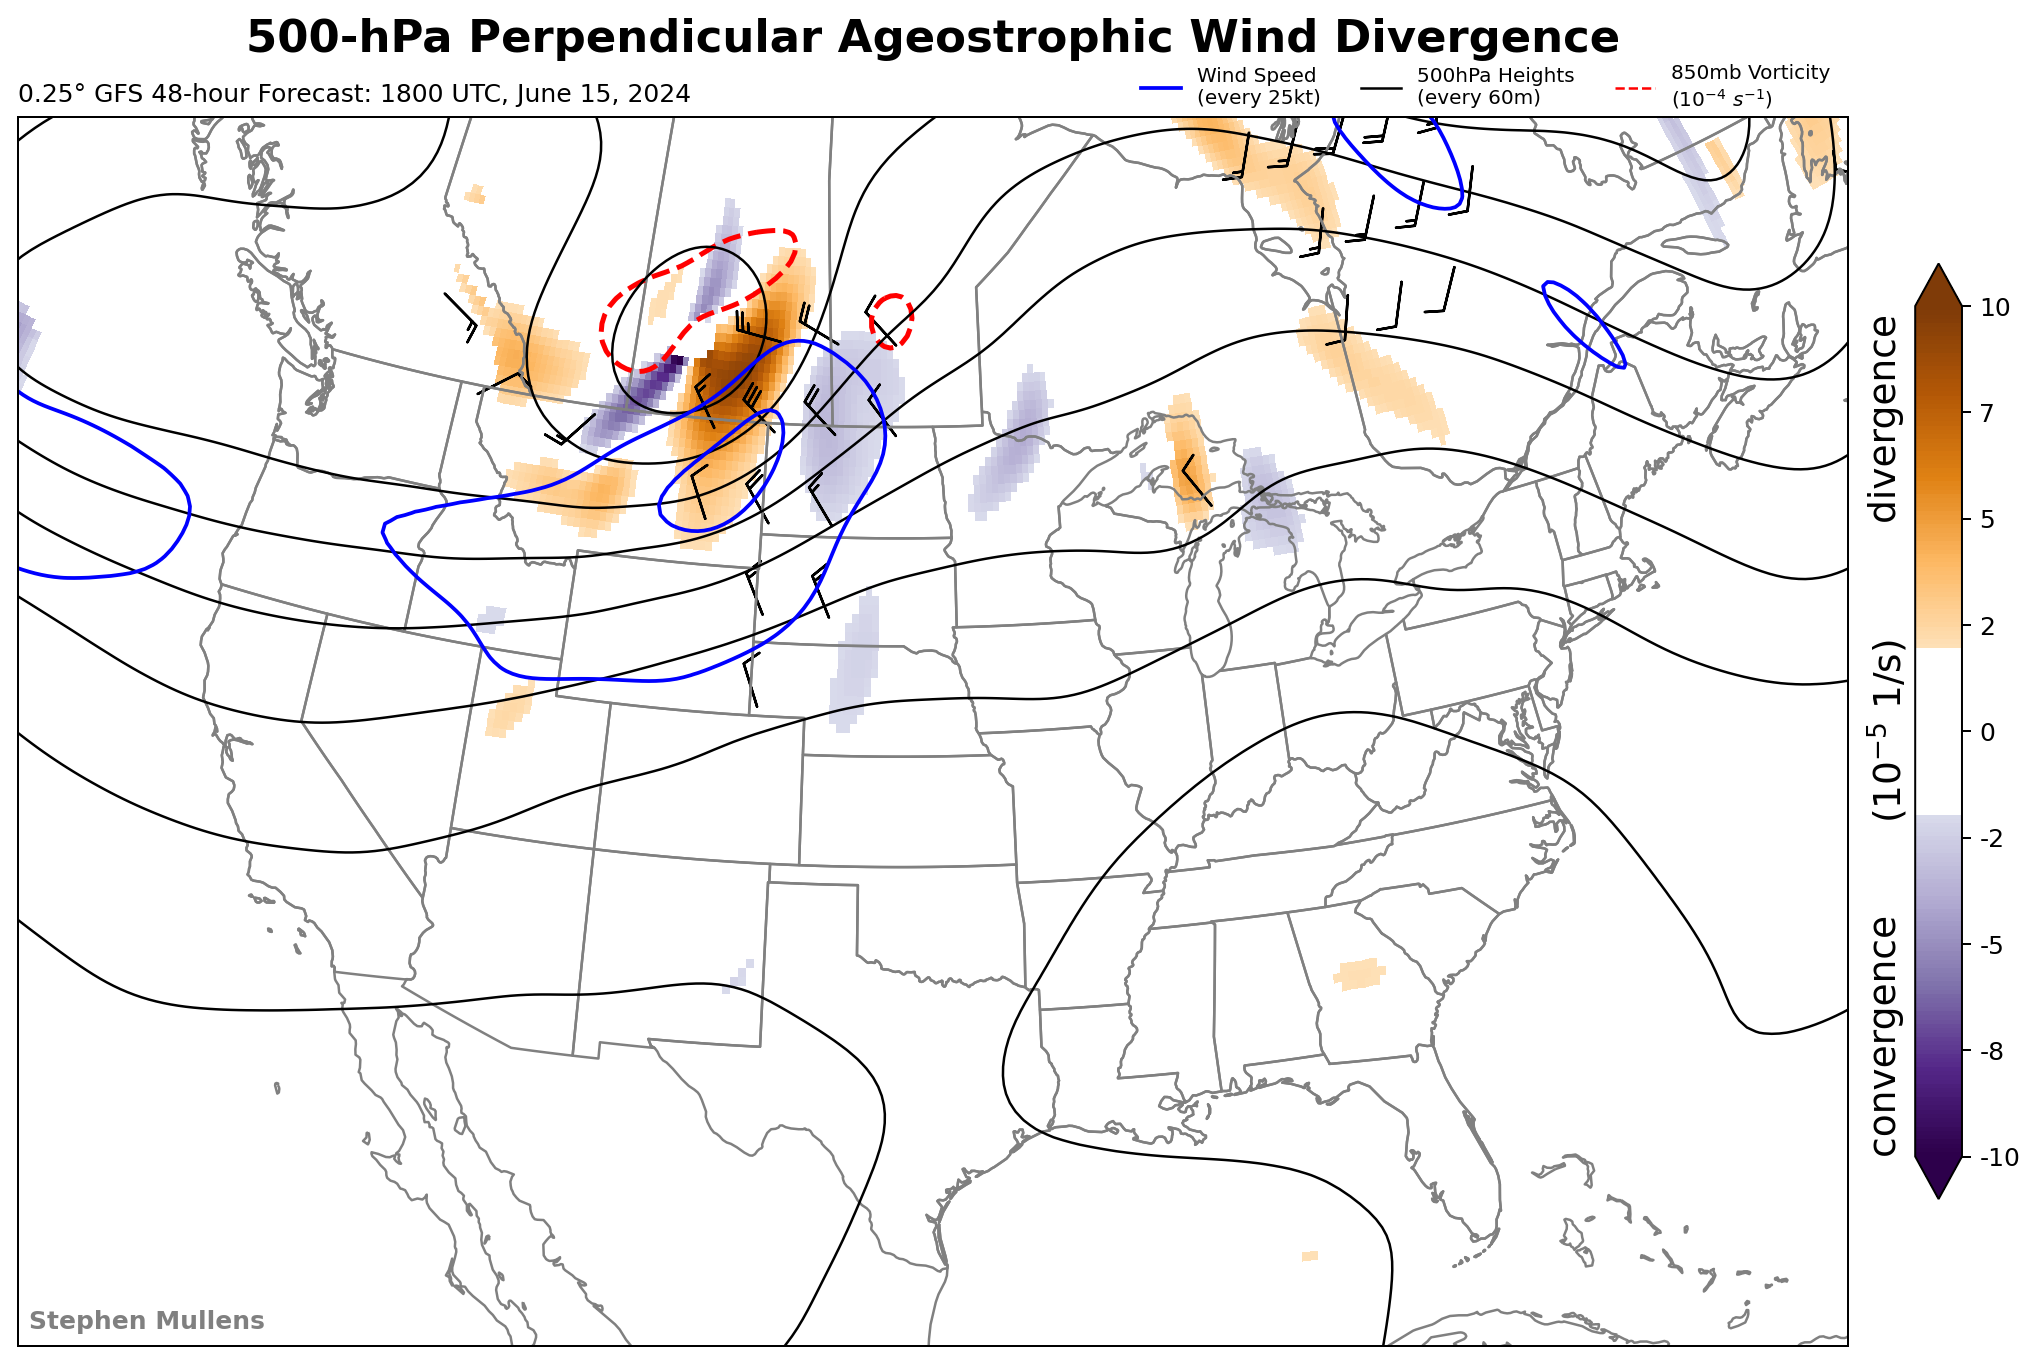 500-hPa Perpendicular Ageostrophic Wind Divergence
0.25° GFS 48-hour Forecast: 1800 UTC, June 15, 2024
Wind Speed
(every 25kt)
500hPa Heights
(every 60m)
850mb Vorticity
(10⁻⁴ s⁻¹)
10
7
5
2
0
-2
-5
-8
-10
convergence (10⁻⁵ 1/s) divergence
Stephen Mullens